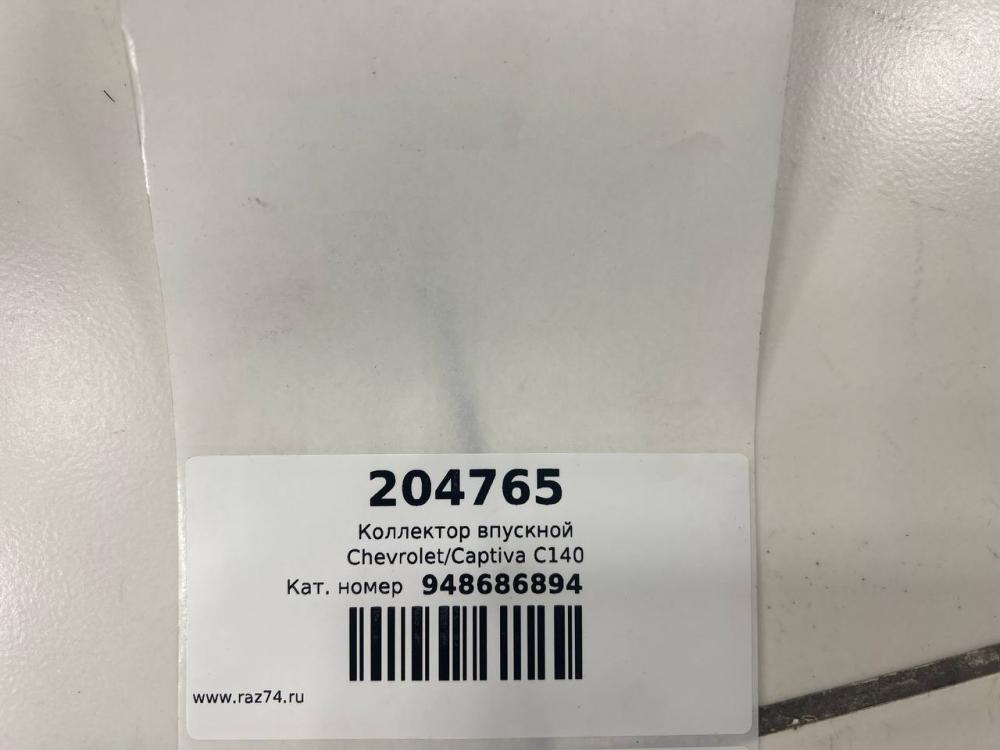 204765
Коллектор впускной
Chevrolet/Captiva C140
Кат. номер 948686894
www.raz74.ru